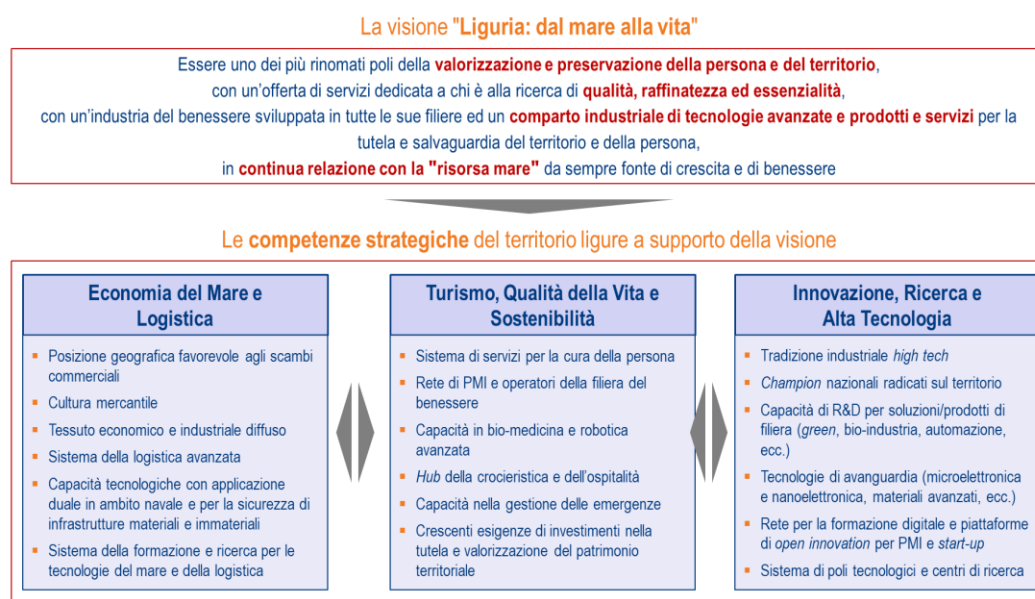 La visione "Liguria: dal mare alla vita"
Essere uno dei più rinomati poli della valorizzazione e preservazione della persona e del territorio,
con un'offerta di servizi dedicata a chi è alla ricerca di qualità, raffinatezza ed essenzialità,
con un'industria del benessere sviluppata in tutte le sue filiere ed un comparto industriale di tecnologie avanzate e prodotti e servizi per la
tutela e salvaguardia del territorio e della persona,
in continua relazione con la "risorsa mare" da sempre fonte di crescita e di benessere
Le competenze strategiche del territorio ligure a supporto della visione
Economia del Mare e
Logistica
Posizione geografica favorevole agli scambi
commerciali
Cultura mercantile
Tessuto economico e industriale diffuso
Sistema della logistica avanzata
Capacità tecnologiche con applicazione
duale in ambito navale e per la sicurezza di
infrastrutture materiali e immateriali
Sistema della formazione e ricerca per le
tecnologie del mare e della logistica
Turismo, Qualità della Vita e
Sostenibilità
Sistema di servizi per la cura della persona
Rete di PMI e operatori della filiera del
benessere
Capacità in bio-medicina e robotica
avanzata
Hub della crocieristica e dell'ospitalità
Capacità nella gestione delle emergenze
Crescenti esigenze di investimenti nella
tutela e valorizzazione del patrimonio
territoriale
Innovazione, Ricerca e
Alta Tecnologia
Tradizione industriale high tech
Champion nazionali radicati sul territorio
Capacità di R&D per soluzioni/prodotti di
filiera (green, bio-industria, automazione,
ecc.)
Tecnologie di avanguardia (microelettronica
e nanoelettronica, materiali avanzati, ecc.)
Rete per la formazione digitale e piattaforme
di open innovation per PMI e start-up
Sistema di poli tecnologici e centri di ricerca